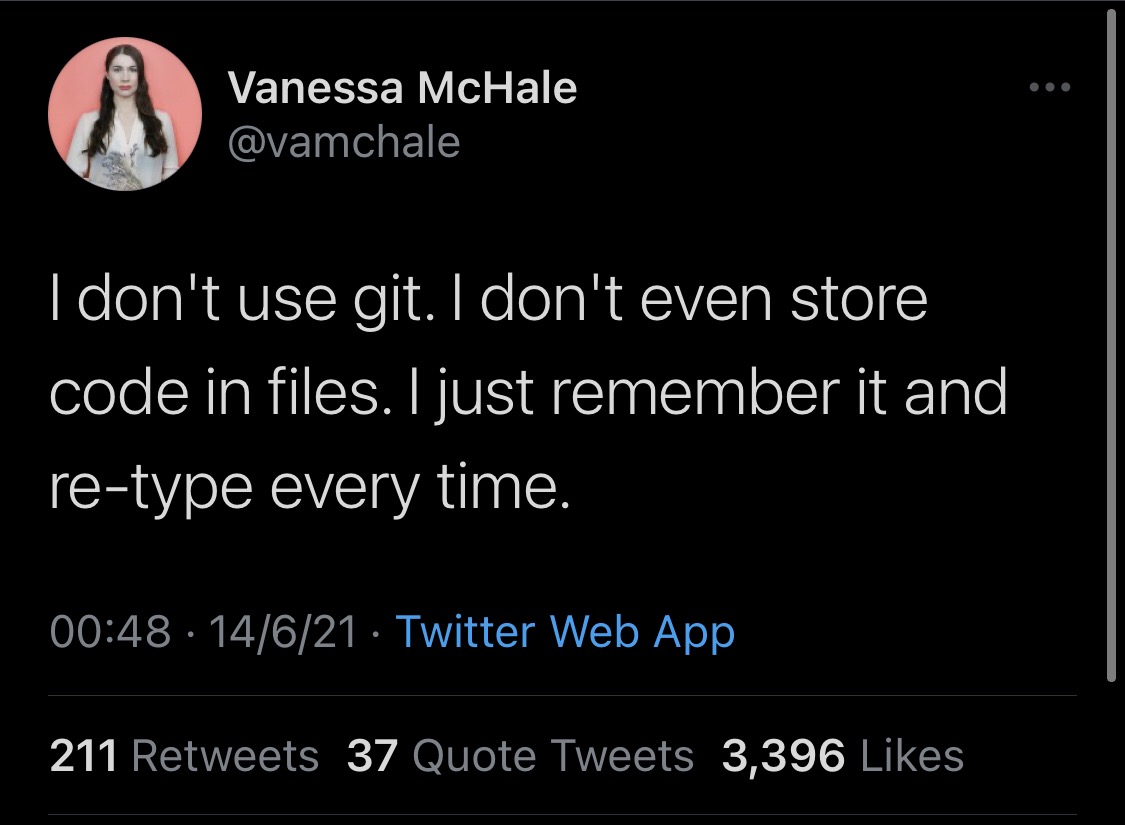 Vanessa McHale
@vamchale
I don't use git. I don't even store
code in files. I just remember it and
re-type every time.
00:48 · 14/6/21 · Twitter Web App
211 Retweets 37 Quote Tweets 3,396 Likes